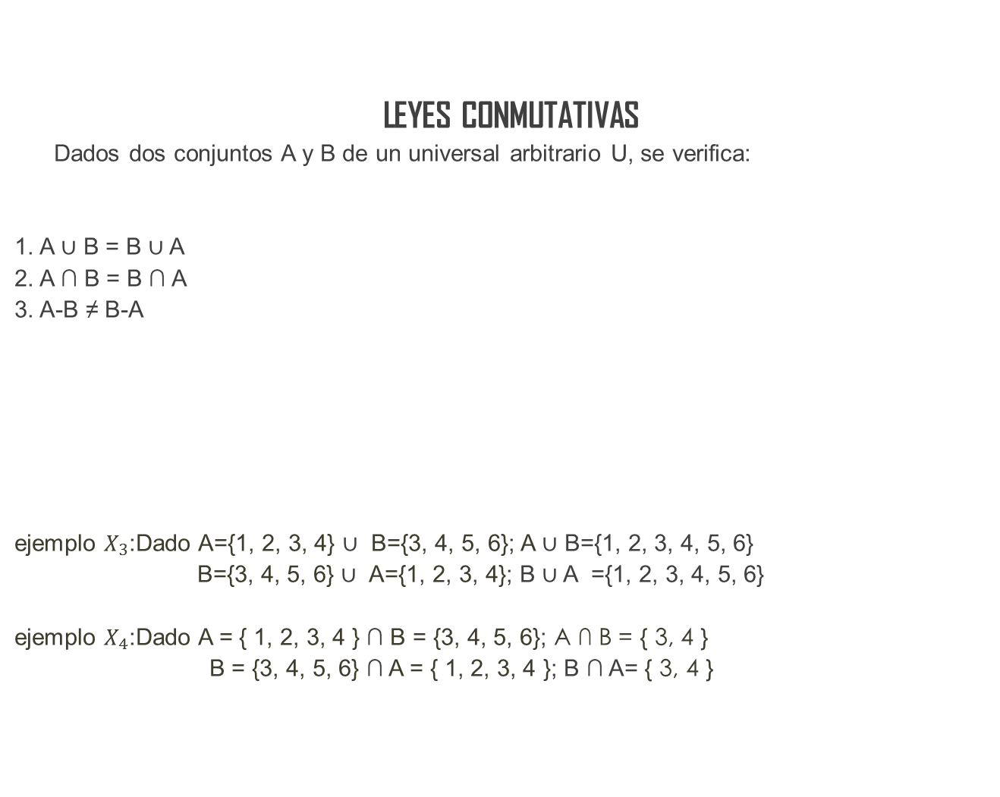 LEYES CONMUTATIVAS
Dados dos conjuntos A y B de un universal arbitrario U, se verifica:
1. A ∪ B = B ∪ A
2. A ⋂ B = B ⋂ A
3. A-B ≠ B-A
ejemplo 𝑋₃:Dado A={1, 2, 3, 4} ∪ B={3, 4, 5, 6}; A ∪ B={1, 2, 3, 4, 5, 6}
B={3, 4, 5, 6} ∪ A={1, 2, 3, 4}; B ∪ A ={1, 2, 3, 4, 5, 6}
ejemplo 𝑋₄:Dado A = { 1, 2, 3, 4 } ⋂ B = {3, 4, 5, 6}; A ⋂ B = { 3, 4 }
B = {3, 4, 5, 6} ⋂ A = { 1, 2, 3, 4 }; B ⋂ A= { 3, 4 }